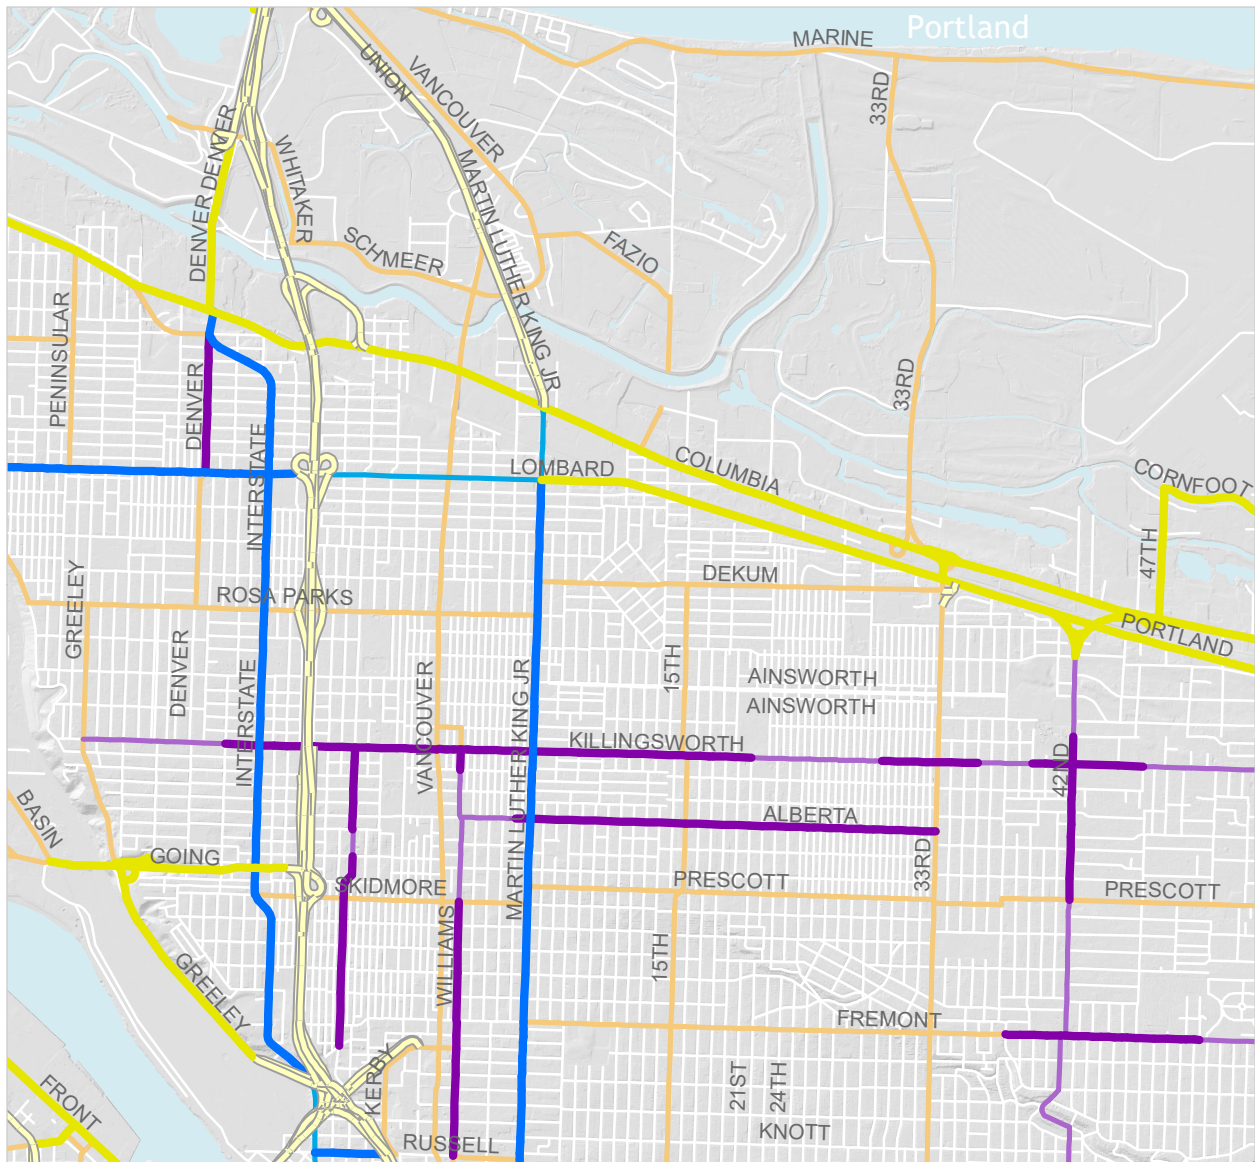 Portland
MARINE
UNION
VANCOUVER
33RD
DENVER
DENVER
WHITAKER
MARTIN LUTHER KING JR
SCHMEER
FAZIO
PENINSULAR
DENVER
33RD
INTERSTATE
LOMBARD
COLUMBIA
CORNFOOT
47TH
GREELEY
ROSA PARKS
DEKUM
PORTLAND
DENVER
INTERSTATE
VANCOUVER
MARTIN LUTHER KING JR
15TH
AINSWORTH
AINSWORTH
KILLINGSWORTH
42ND
BASIN
GOING
ALBERTA
SKIDMORE
PRESCOTT
33RD
PRESCOTT
WILLIAMS
15TH
GREELEY
FREMONT
KERBY
21ST
24TH
FRONT
KNOTT
RUSSELL